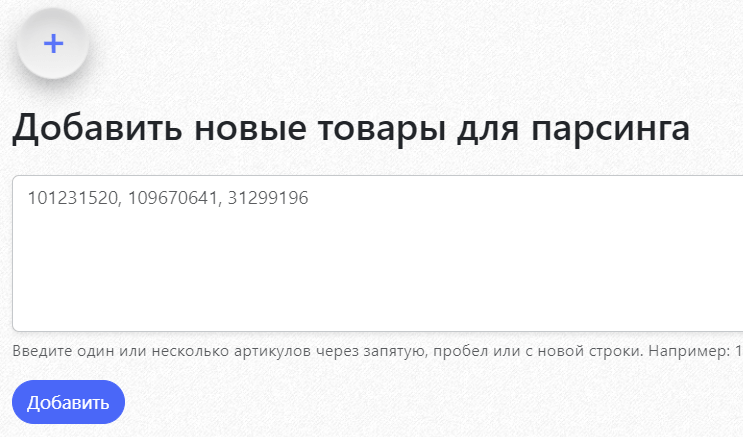 +
Добавить новые товары для парсинга
101231520, 109670641, 31299196
Введите один или несколько артикулов через запятую, пробел или с новой строки. Например: 1
Добавить